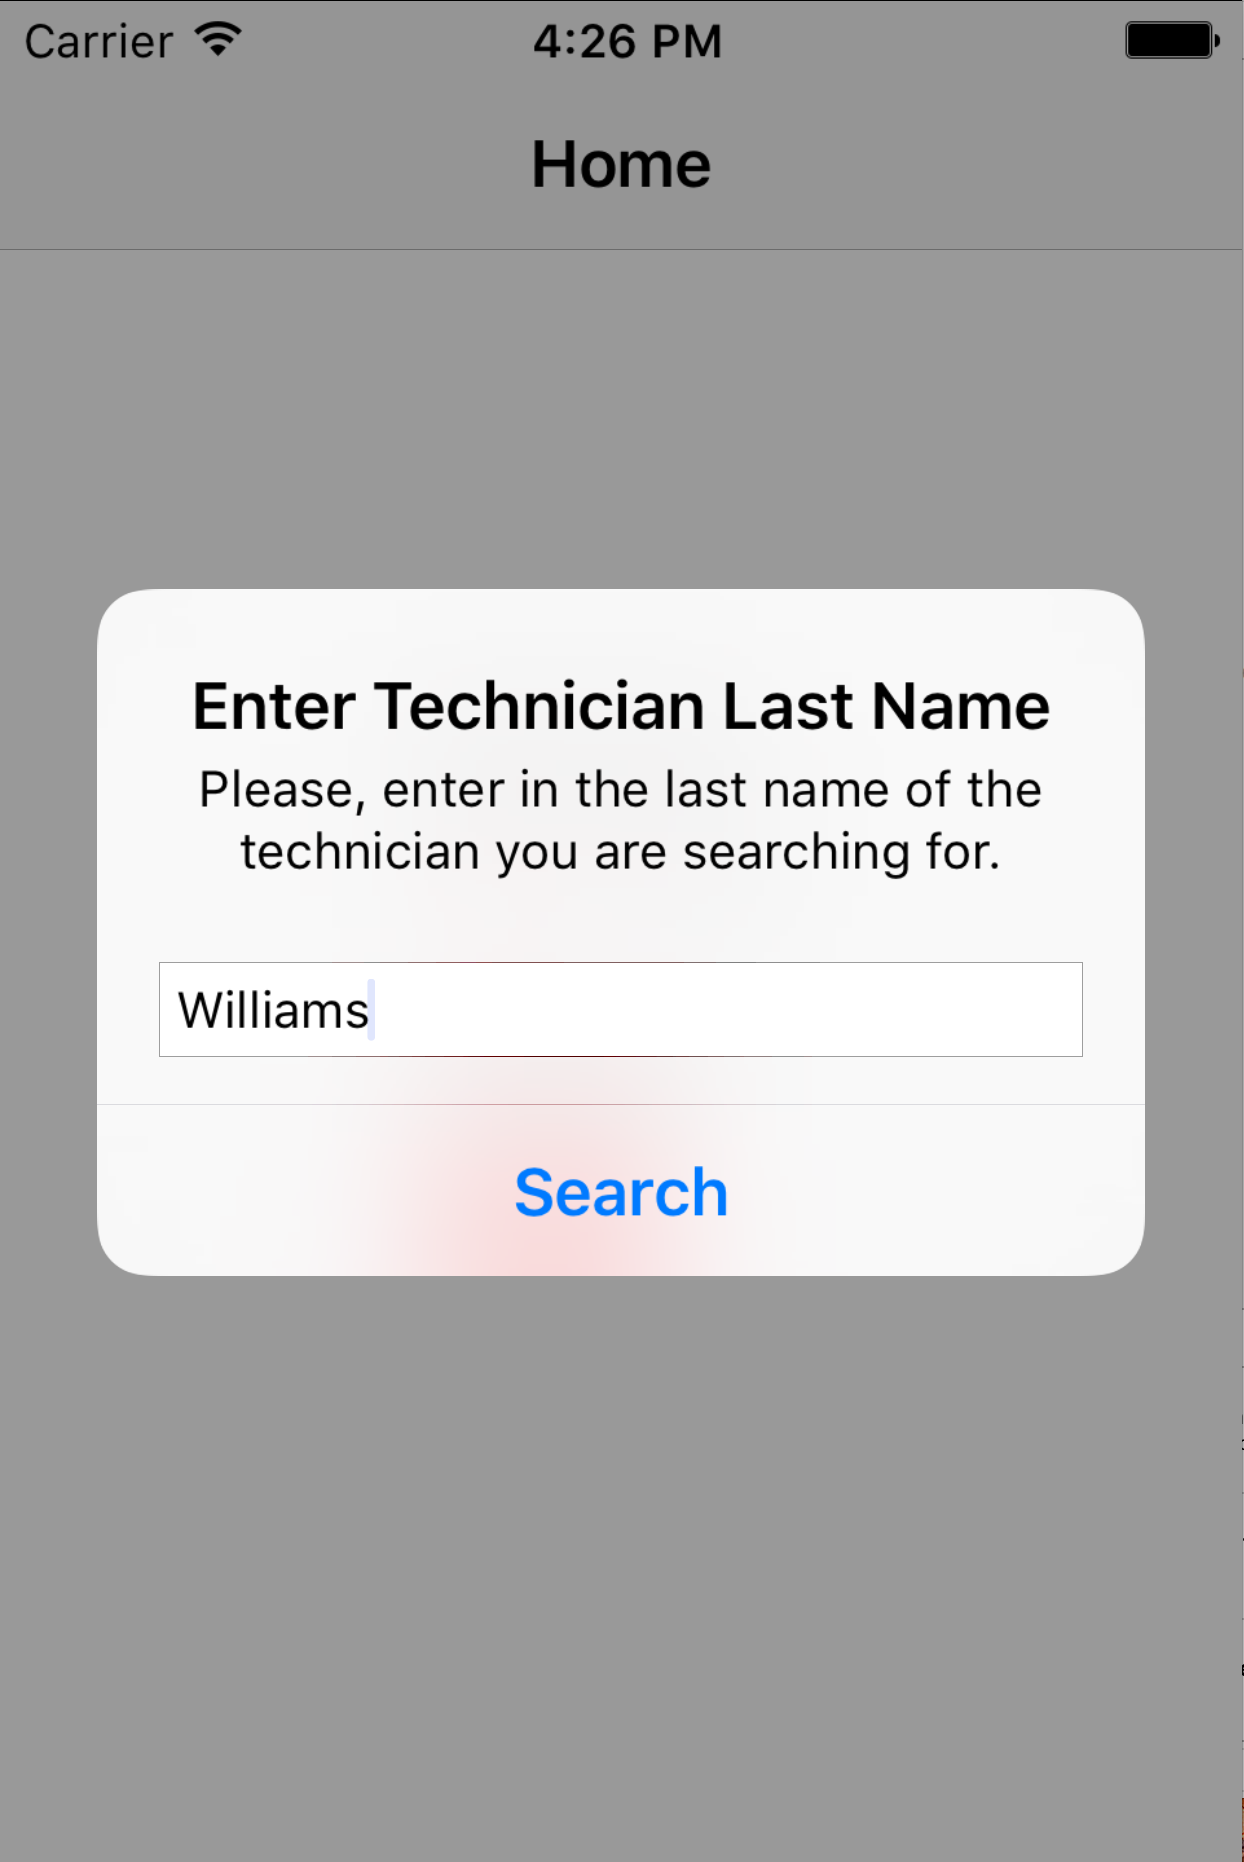 Carrier
4:26 PM
Home
Enter Technician Last Name
Please, enter in the last name of the
technician you are searching for.
Williams
Search